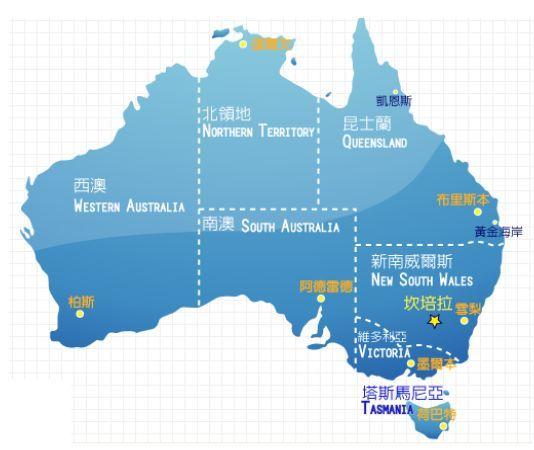 達爾文
凱恩斯
北領地
NORTHERN TERRITORY
昆士蘭
QUEENSLAND
西澳
WESTERN AUSTRALIA
布里斯本
南澳 SOUTH AUSTRALIA
黃金海岸
新南威爾斯
NEW SOUTH WALES
阿德雷德
柏斯
坎培拉
雪梨
維多利亞
VICTORIA
墨爾本
塔斯馬尼亞
TASMANIA
荷巴特